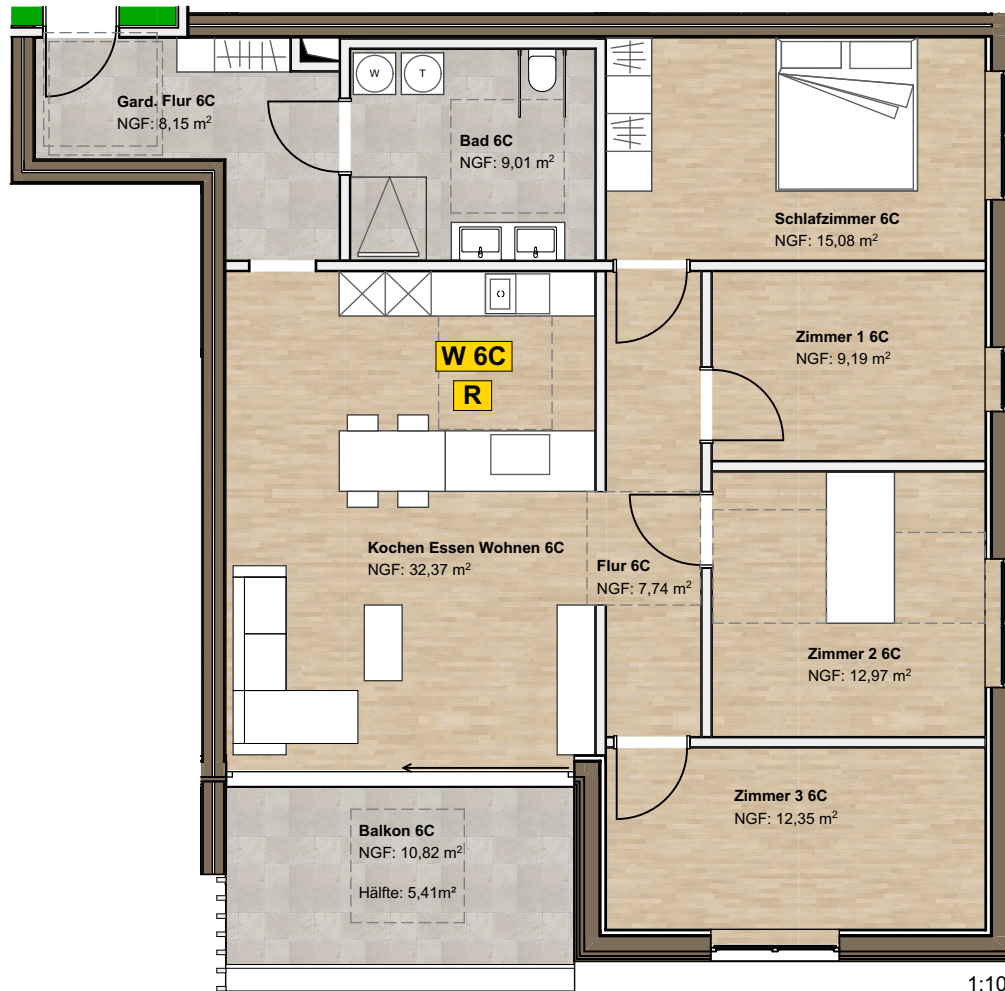 Gard. Flur 6C
NGF: 8,15 m²
W T
Bad 6C
NGF: 9,01 m²
Schlafzimmer 6C
NGF: 15,08 m²
Zimmer 1 6C
NGF: 9,19 m²
W 6C
R
Kochen Essen Wohnen 6C
NGF: 32,37 m²
Flur 6C
NGF: 7,74 m²
Zimmer 2 6C
NGF: 12,97 m²
Zimmer 3 6C
NGF: 12,35 m²
Balkon 6C
NGF: 10,82 m²
Hälfte: 5,41m²
1:10